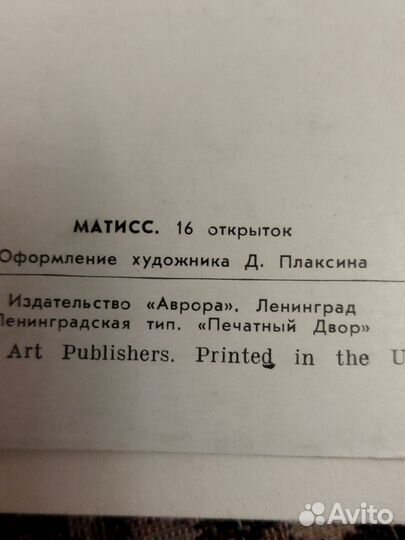 МАТИСС. 16 открыток
Оформление художника Д. Плаксина
Издательство «Аврора». Ленинград
Ленинградская тип. «Печатный Двор»
Art Publishers. Printed in the U
Avito